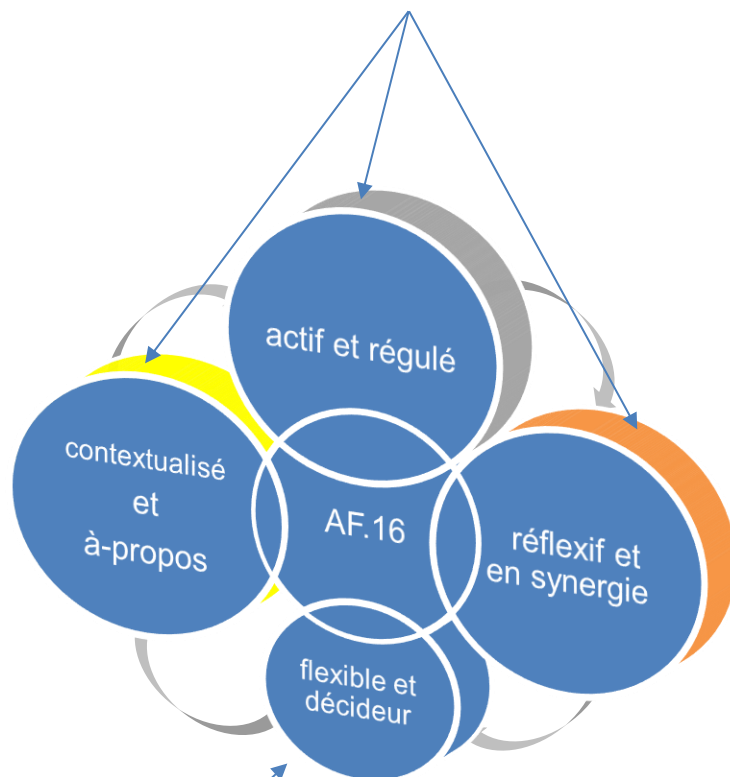 actif et régulé
contextualisé
et
à-propos
AF.16
réflexif et
en synergie
flexible et
décideur